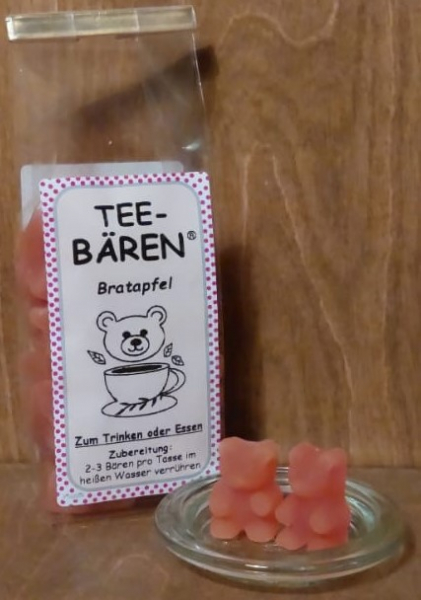 TEE-
BÄREN®
Bratapfel
Zum Trinken oder Essen
Zubereitung:
2-3 Bären pro Tasse im
heißen Wasser verrühren